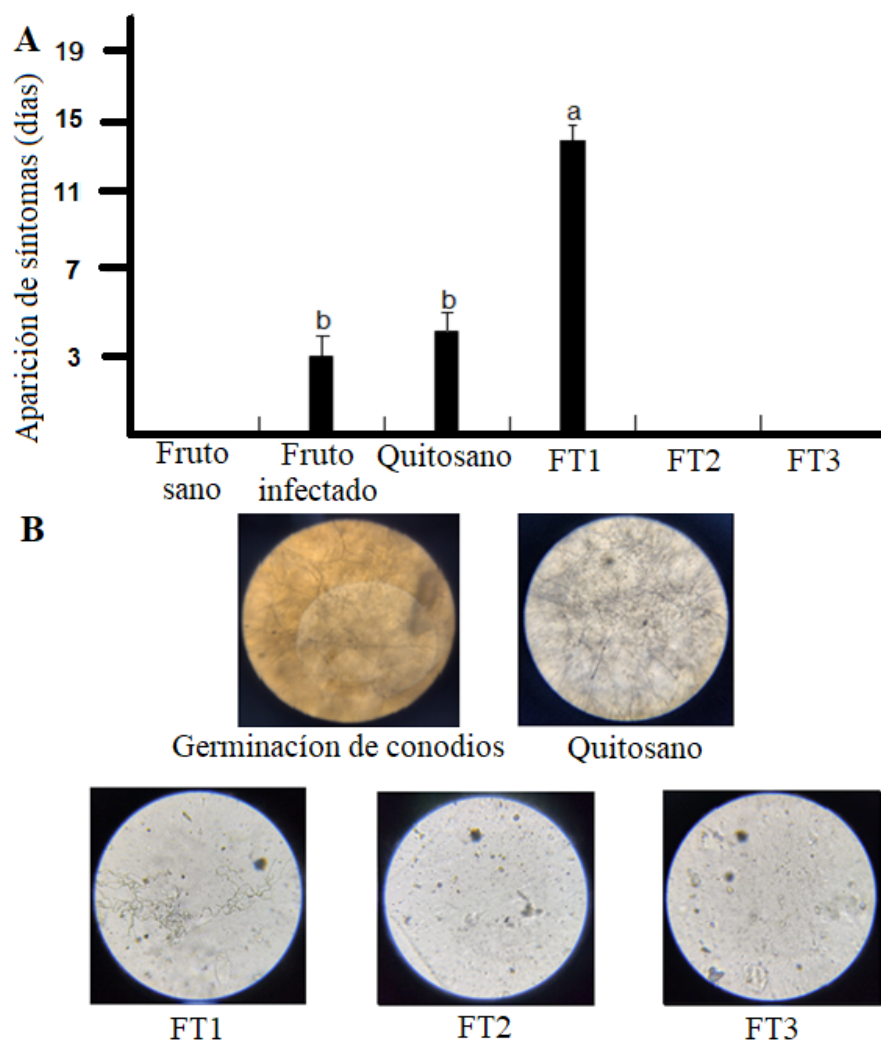 A
Aparición de síntomas (días)
19
15
11
7
3
b
b
a
Fruto
sano
Fruto
infectado
Quitosano
FT1
FT2
FT3
B
Germinacíon de conodios
Quitosano
FT1
FT2
FT3